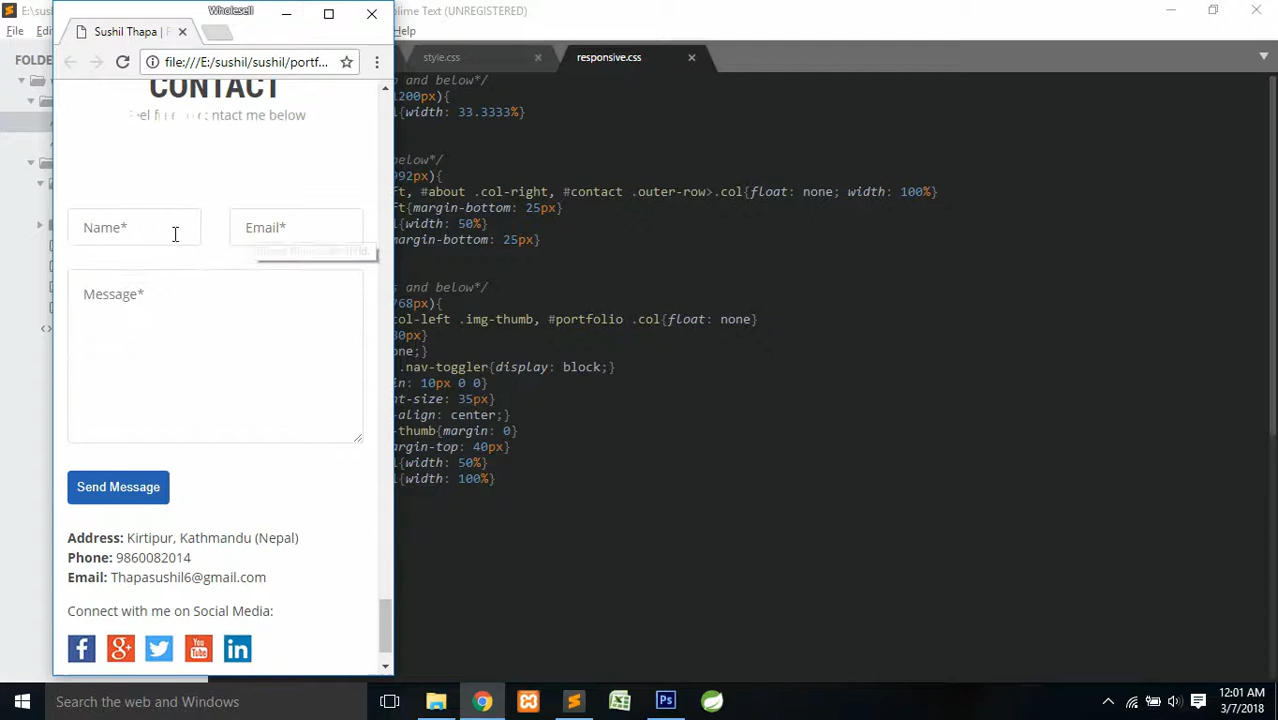 Wholesell
Sublime Text (UNREGISTERED)
File
Help
Sushil Thapa |
file:///E:/sushil/sushil/portf...
FOLDE
style.css
responsive.css
CONTACT
contact me below
Name*
Email*
Message*
Send Message
Address: Kirtipur, Kathmandu (Nepal)
Phone: 9860082014
Email: Thapasushil6@gmail.com
Connect with me on Social Media:
and below*/
1200px){
l{width: 33.3333%}
below*/
992px){
ft, #about .col-right, #contact .outer-row>.col{float: none; width: 100%}
ft{margin-bottom: 25px}
l{width: 50%}
margin-bottom: 25px}
s and below*/
768px){
col-left .img-thumb, #portfolio .col{float: none}
80px}
one;}
.nav-toggler{display: block;}
in: 10px 0 0}
nt-size: 35px}
-align: center;}
-thumb{margin: 0}
argin-top: 40px}
l{width: 50%}
l{width: 100%}
Search the web and Windows
12:01 AM
3/7/2018